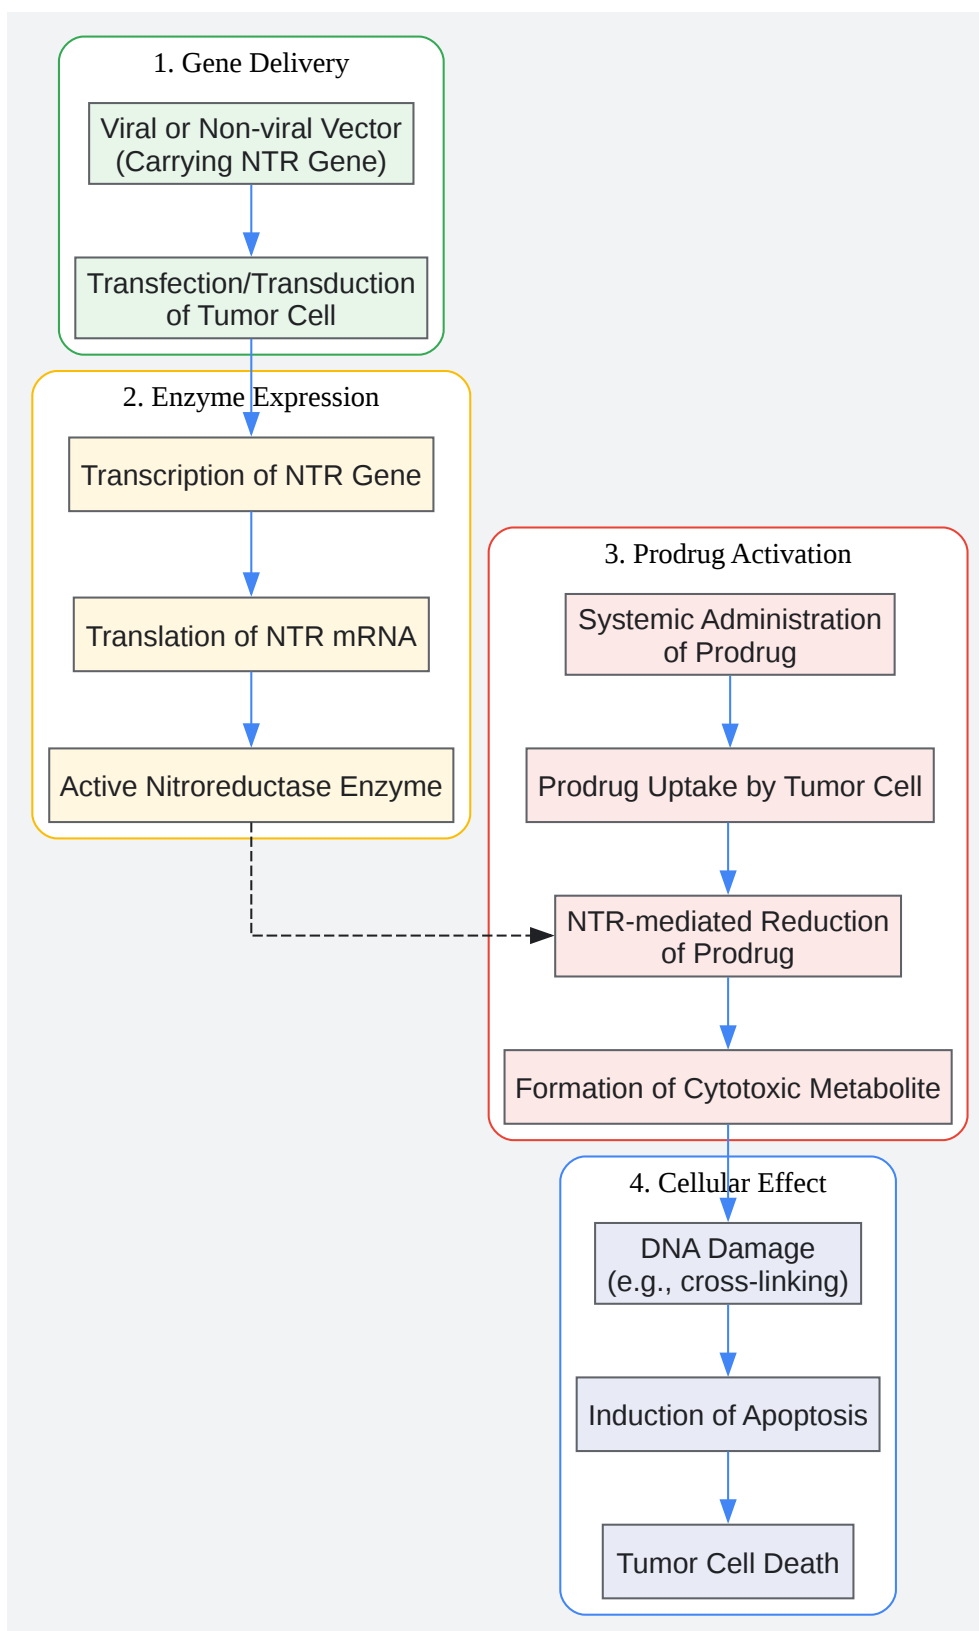 1. Gene Delivery
Viral or Non-viral Vector
(Carrying NTR Gene)
Transfection/Transduction
of Tumor Cell
2. Enzyme Expression
Transcription of NTR Gene
Translation of NTR mRNA
Active Nitroreductase Enzyme
3. Prodrug Activation
Systemic Administration
of Prodrug
Prodrug Uptake by Tumor Cell
NTR-mediated Reduction
of Prodrug
Formation of Cytotoxic Metabolite
4. Cellular Effect
DNA Damage
(e.g., cross-linking)
Induction of Apoptosis
Tumor Cell Death